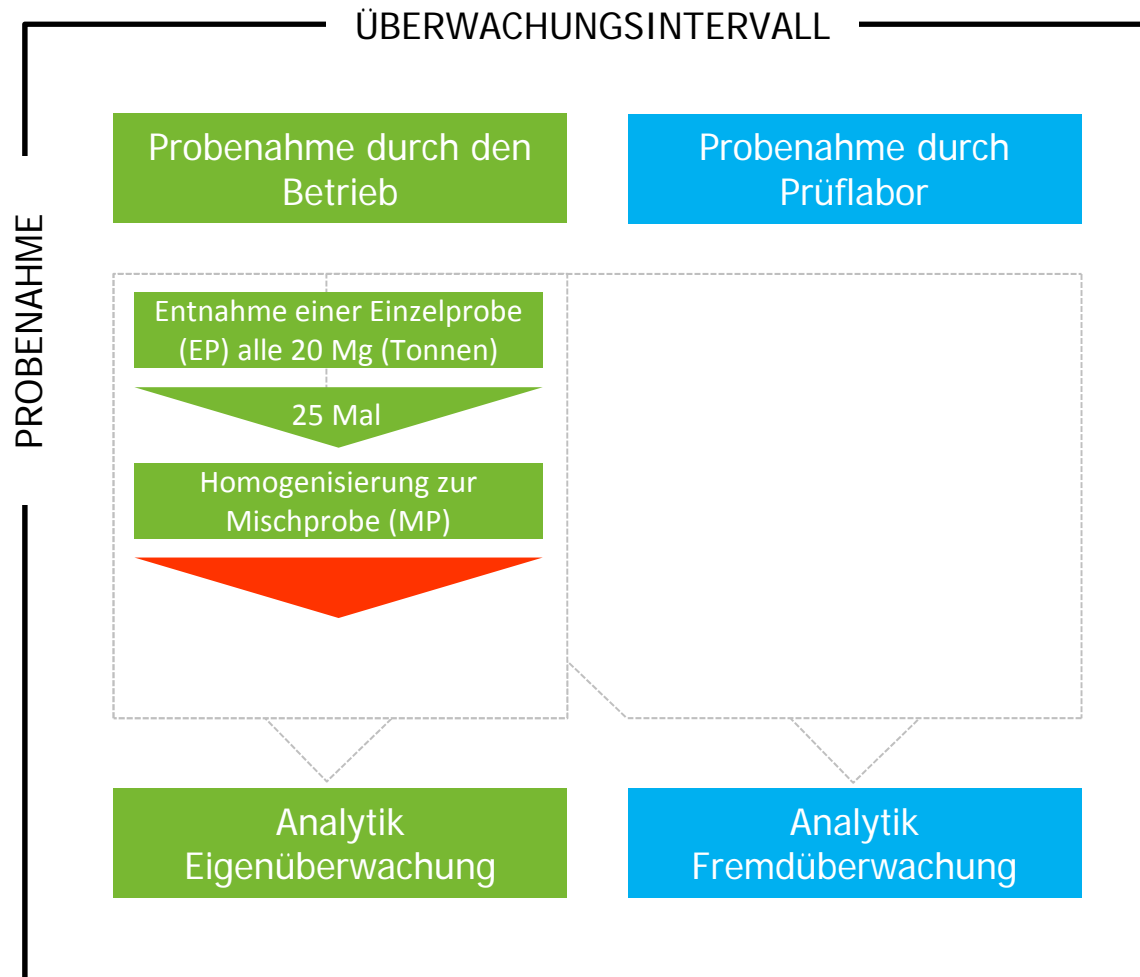 ÜBERWACHUNGSINTERVALL
PROBENAHME
Probenahme durch den
Betrieb
Probenahme durch
Prüflabor
Entnahme einer Einzelprobe
(EP) alle 20 Mg (Tonnen)
25 Mal
Homogenisierung zur
Mischprobe (MP)
Analytik
Eigenüberwachung
Analytik
Fremdüberwachung